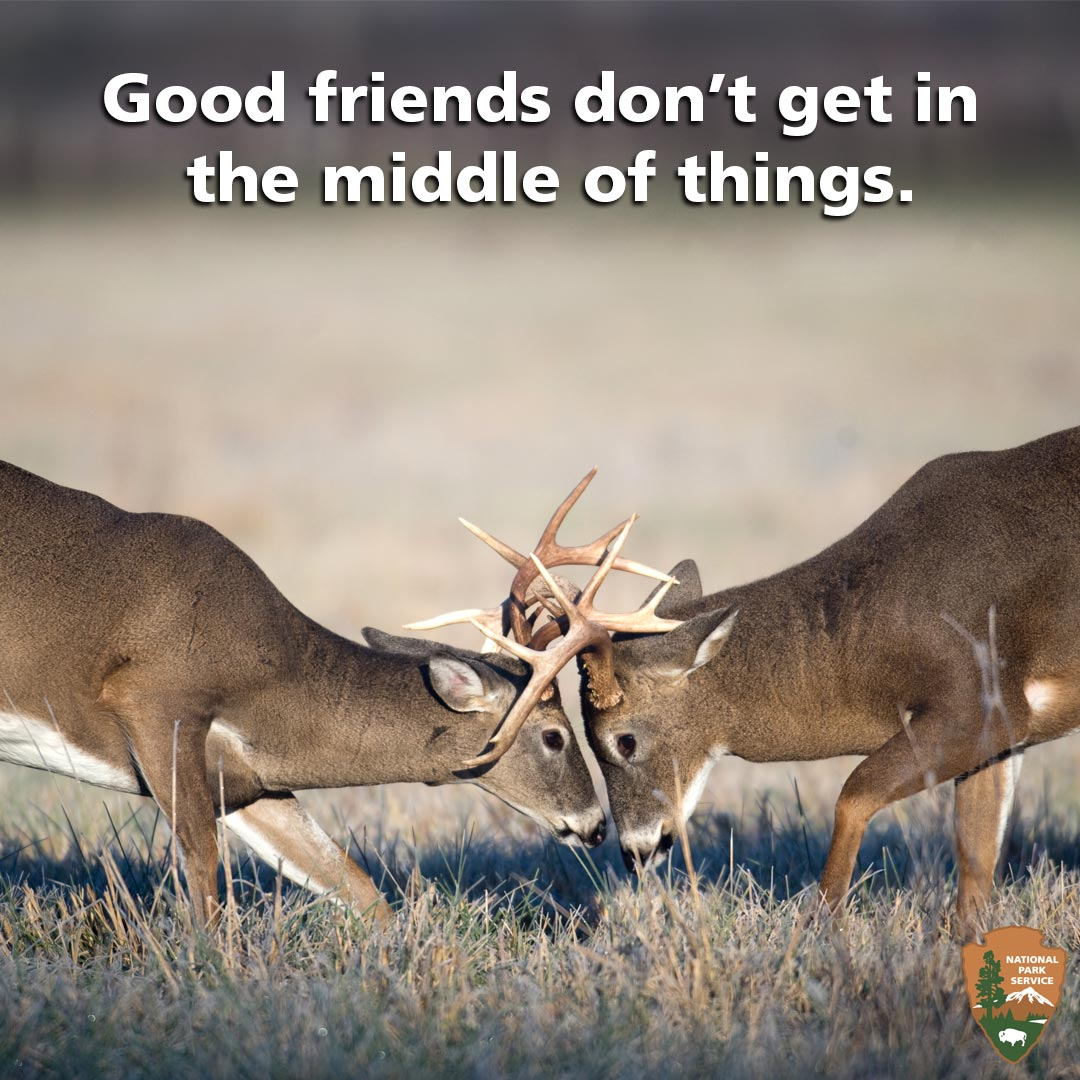 Good friends don’t get in
the middle of things.
NATIONAL
PARK
SERVICE